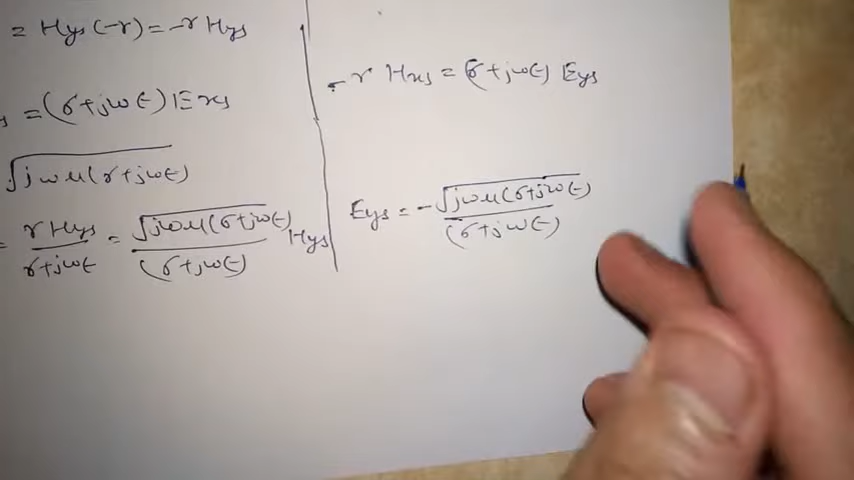 = Hys(-r) = -r Hys
s = (σ+jωϵ) Exs
√jωμ(σ+jωϵ)
= r Hys / σ+jωϵ = √jωμ(σ+jωϵ) / (σ+jωϵ) Hys
-r Hxs = (σ+jωϵ) Eys
Eys = -√jωμ(σ+jωϵ) / (σ+jωϵ)